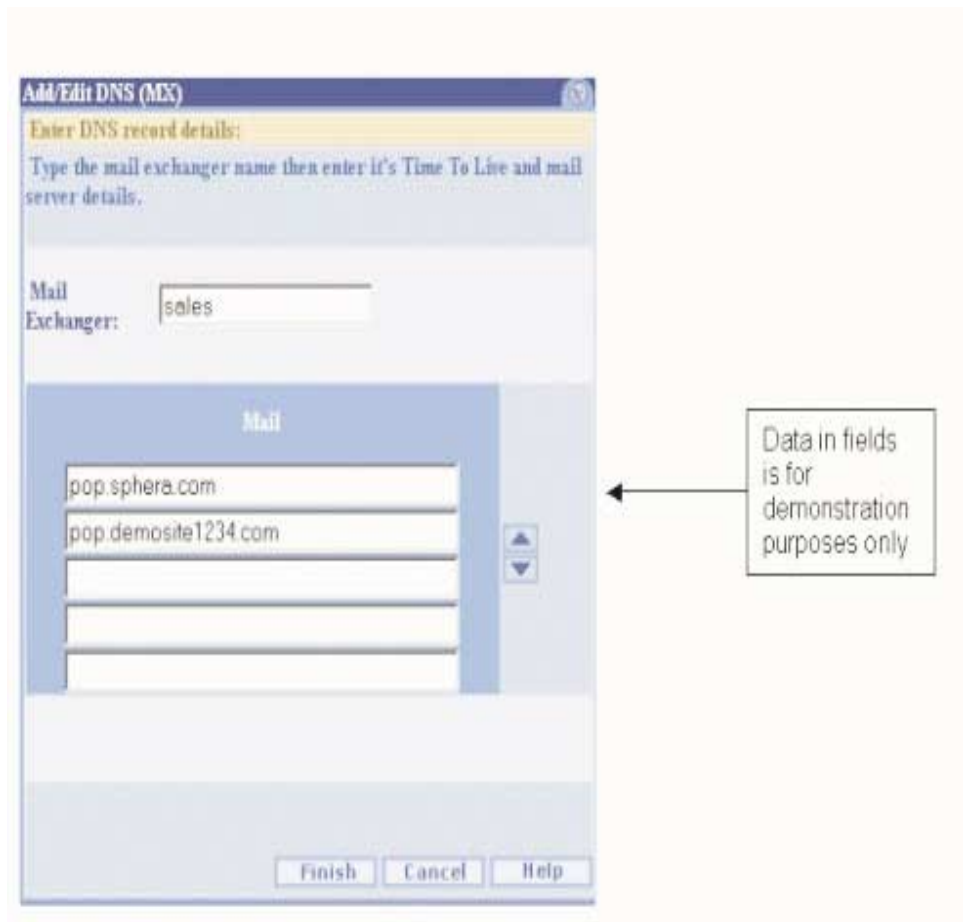 Add/Edit DNS (MX)
Enter DNS record details:
Type the mail exchanger name then enter it's Time To Live and mail
server details.
Mail
Exchanger:
sales
Mail
pop.sphera.com
pop.demosite1234.com
Data in fields
is for
demonstration
purposes only
Finish
Cancel
Help